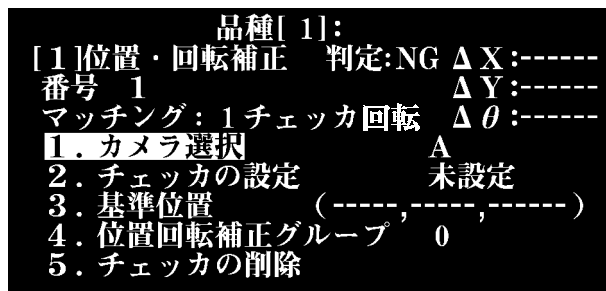 品種[ 1]:
[1]位置・回転補正 判定:NG ΔX:------
番号 1 ΔY:------
マッチング:1チェッカ回転 Δθ:------
1. カメラ選択 A
2. チェッカの設定 未設定
3. 基準位置 (-----,-----,------)
4. 位置回転補正グループ 0
5. チェッカの削除